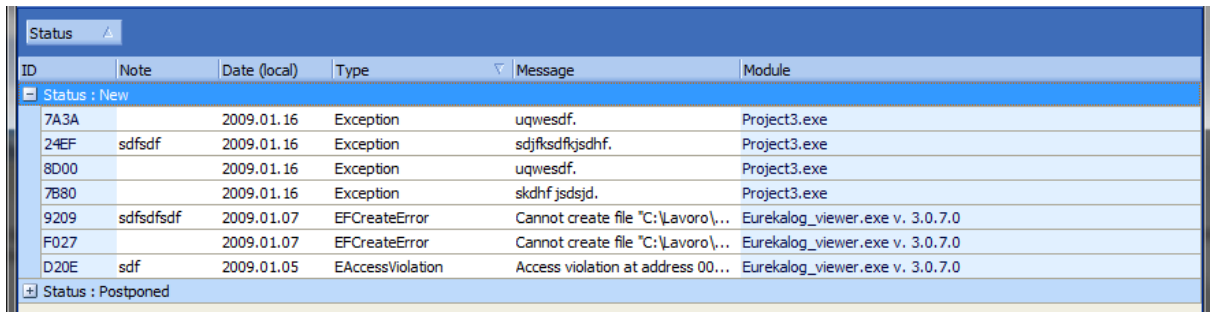 Status
ID Note Date (local) Type Message Module
Status : New
7A3A 2009.01.16 Exception uqwesdf. Project3.exe
24EF sdfsdf 2009.01.16 Exception sdjfksdfkjsdhf. Project3.exe
8D00 2009.01.16 Exception uqwesdf. Project3.exe
7B80 2009.01.16 Exception skdhf jsdsjd. Project3.exe
9209 sdfsdfsdf 2009.01.07 EFCreateError Cannot create file "C:\Lavoro\... Eurekalog_viewer.exe v. 3.0.7.0
F027 2009.01.07 EFCreateError Cannot create file "C:\Lavoro\... Eurekalog_viewer.exe v. 3.0.7.0
D20E sdf 2009.01.05 EAccessViolation Access violation at address 00... Eurekalog_viewer.exe v. 3.0.7.0
Status : Postponed